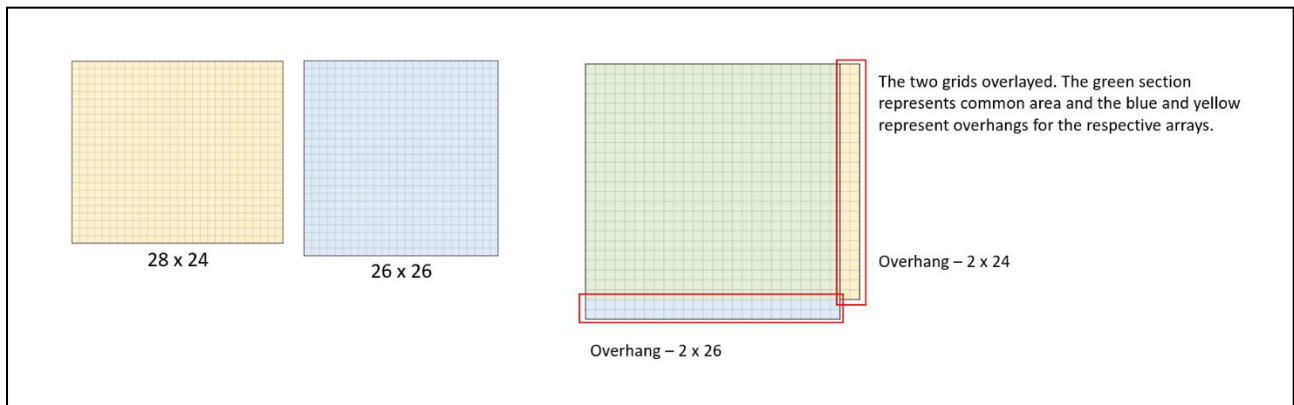 28 x 24
26 x 26
The two grids overlayed. The green section
represents common area and the blue and yellow
represent overhangs for the respective arrays.
Overhang – 2 x 24
Overhang – 2 x 26